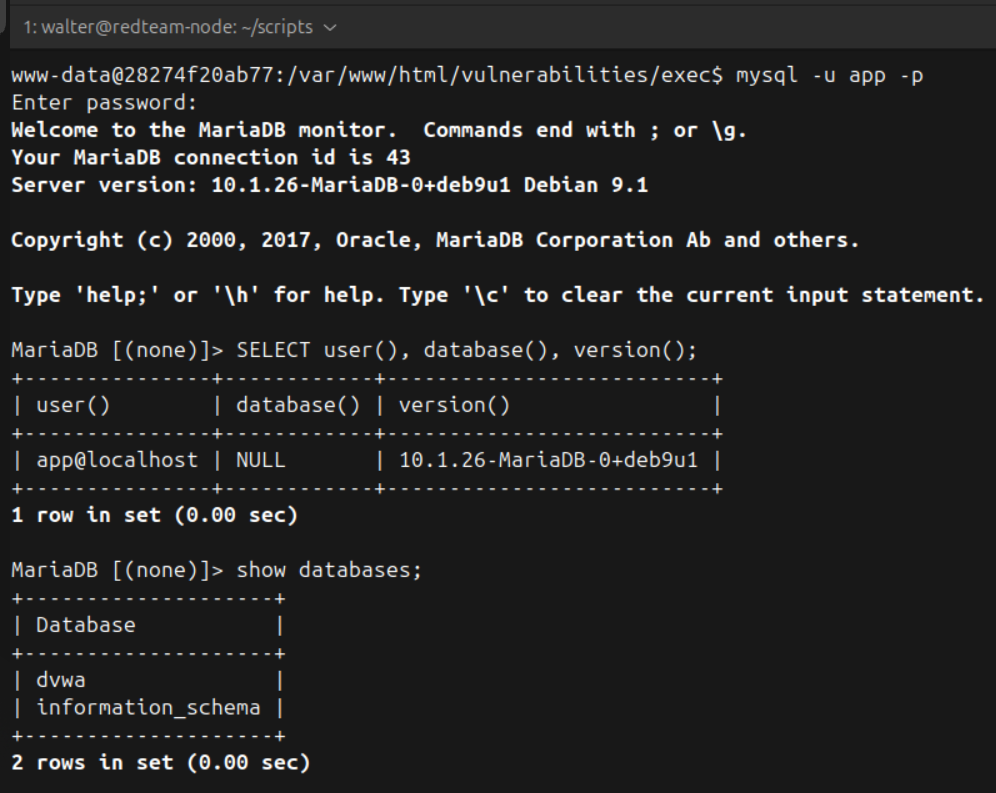 1: walter@redteam-node: ~/scripts
www-data@28274f20ab77:/var/www/html/vulnerabilities/exec$ mysql -u app -p
Enter password:
Welcome to the MariaDB monitor.  Commands end with ; or \g.
Your MariaDB connection id is 43
Server version: 10.1.26-MariaDB-0+deb9u1 Debian 9.1
Copyright (c) 2000, 2017, Oracle, MariaDB Corporation Ab and others.
Type 'help;' or '\h' for help. Type '\c' to clear the current input statement.
MariaDB [(none)]> SELECT user(), database(), version();
+---------------+------------+--------------------------+
| user()        | database() | version()                |
+---------------+------------+--------------------------+
| app@localhost | NULL       | 10.1.26-MariaDB-0+deb9u1 |
+---------------+------------+--------------------------+
1 row in set (0.00 sec)
MariaDB [(none)]> show databases;
+--------------------+
| Database           |
+--------------------+
| dvwa               |
| information_schema |
+--------------------+
2 rows in set (0.00 sec)